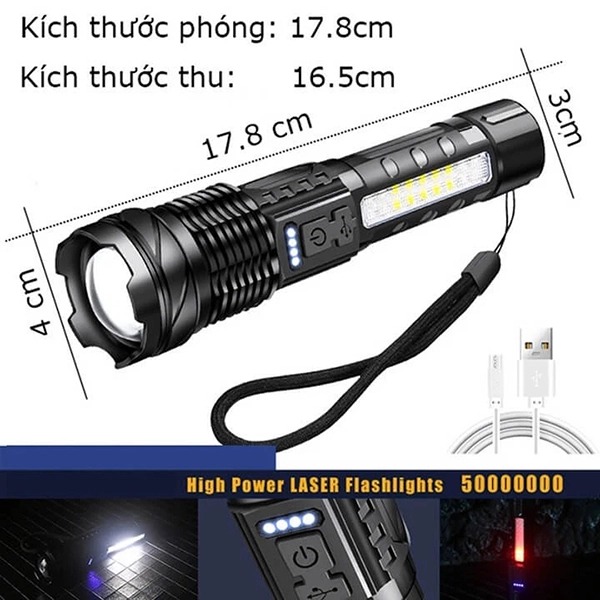 Kích thước phóng: 17.8cm
Kích thước thu: 16.5cm
17.8 cm
3cm
4 cm
High Power LASER Flashlights 50000000